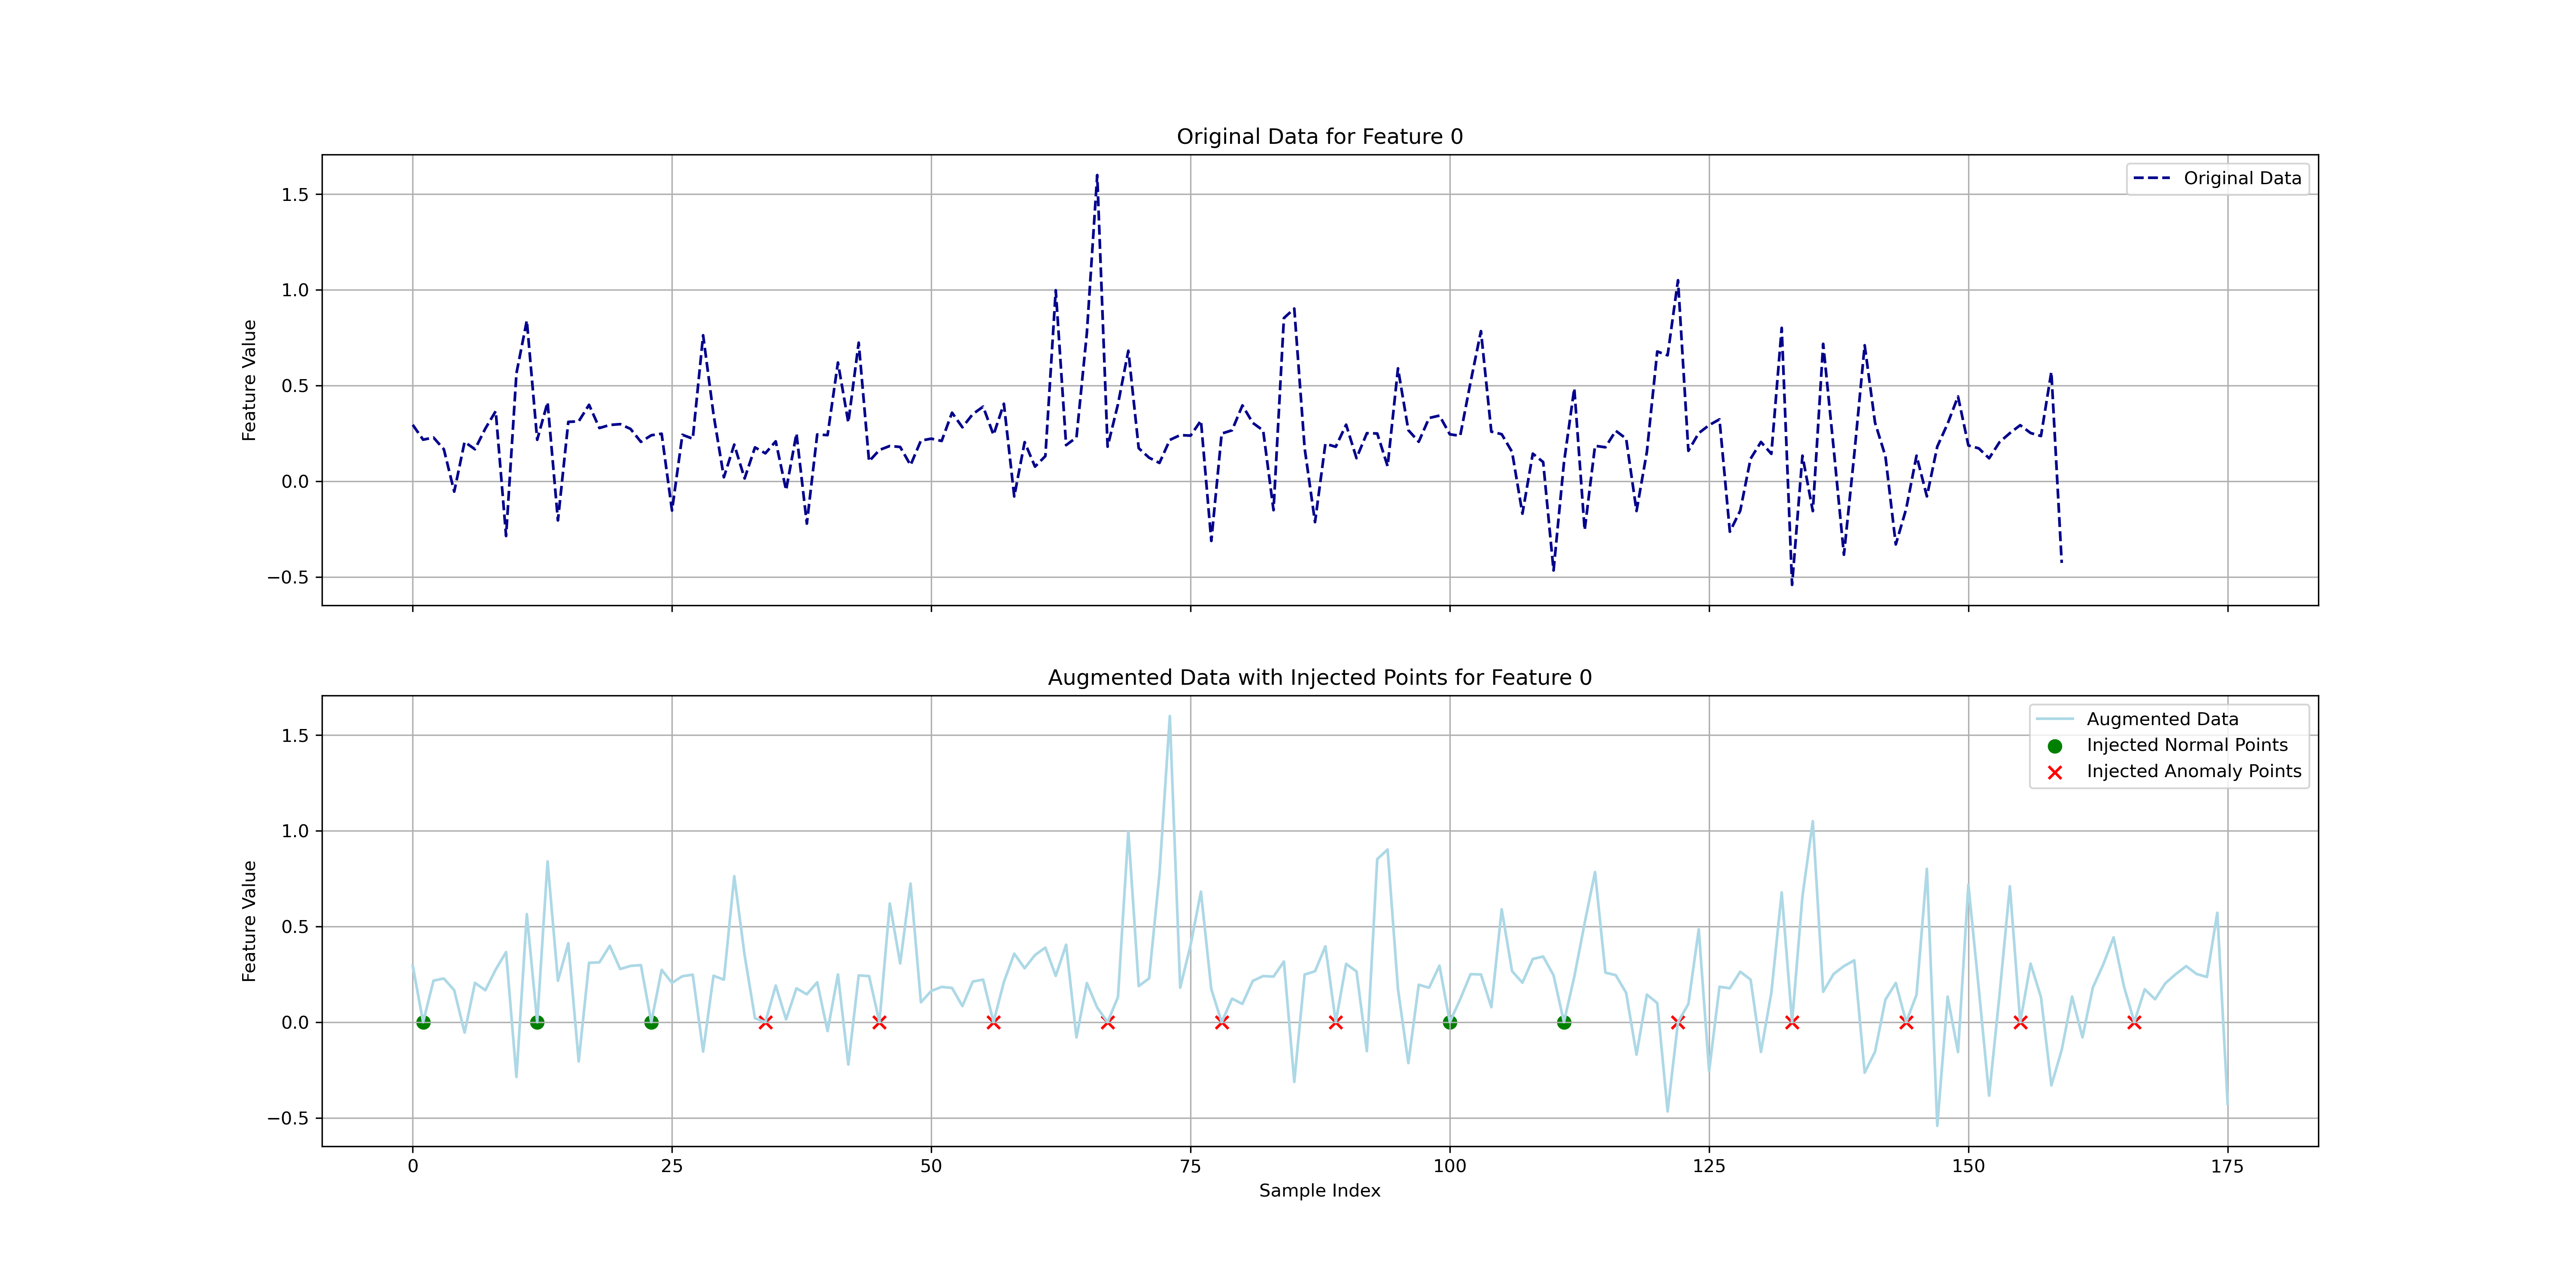 Original Data for Feature 0
Original Data
Feature Value
1.5
1.0
0.5
0.0
−0.5
Augmented Data with Injected Points for Feature 0
Augmented Data
Injected Normal Points
Injected Anomaly Points
Feature Value
1.5
1.0
0.5
0.0
−0.5
0 25 50 75 100 125 150 175
Sample Index